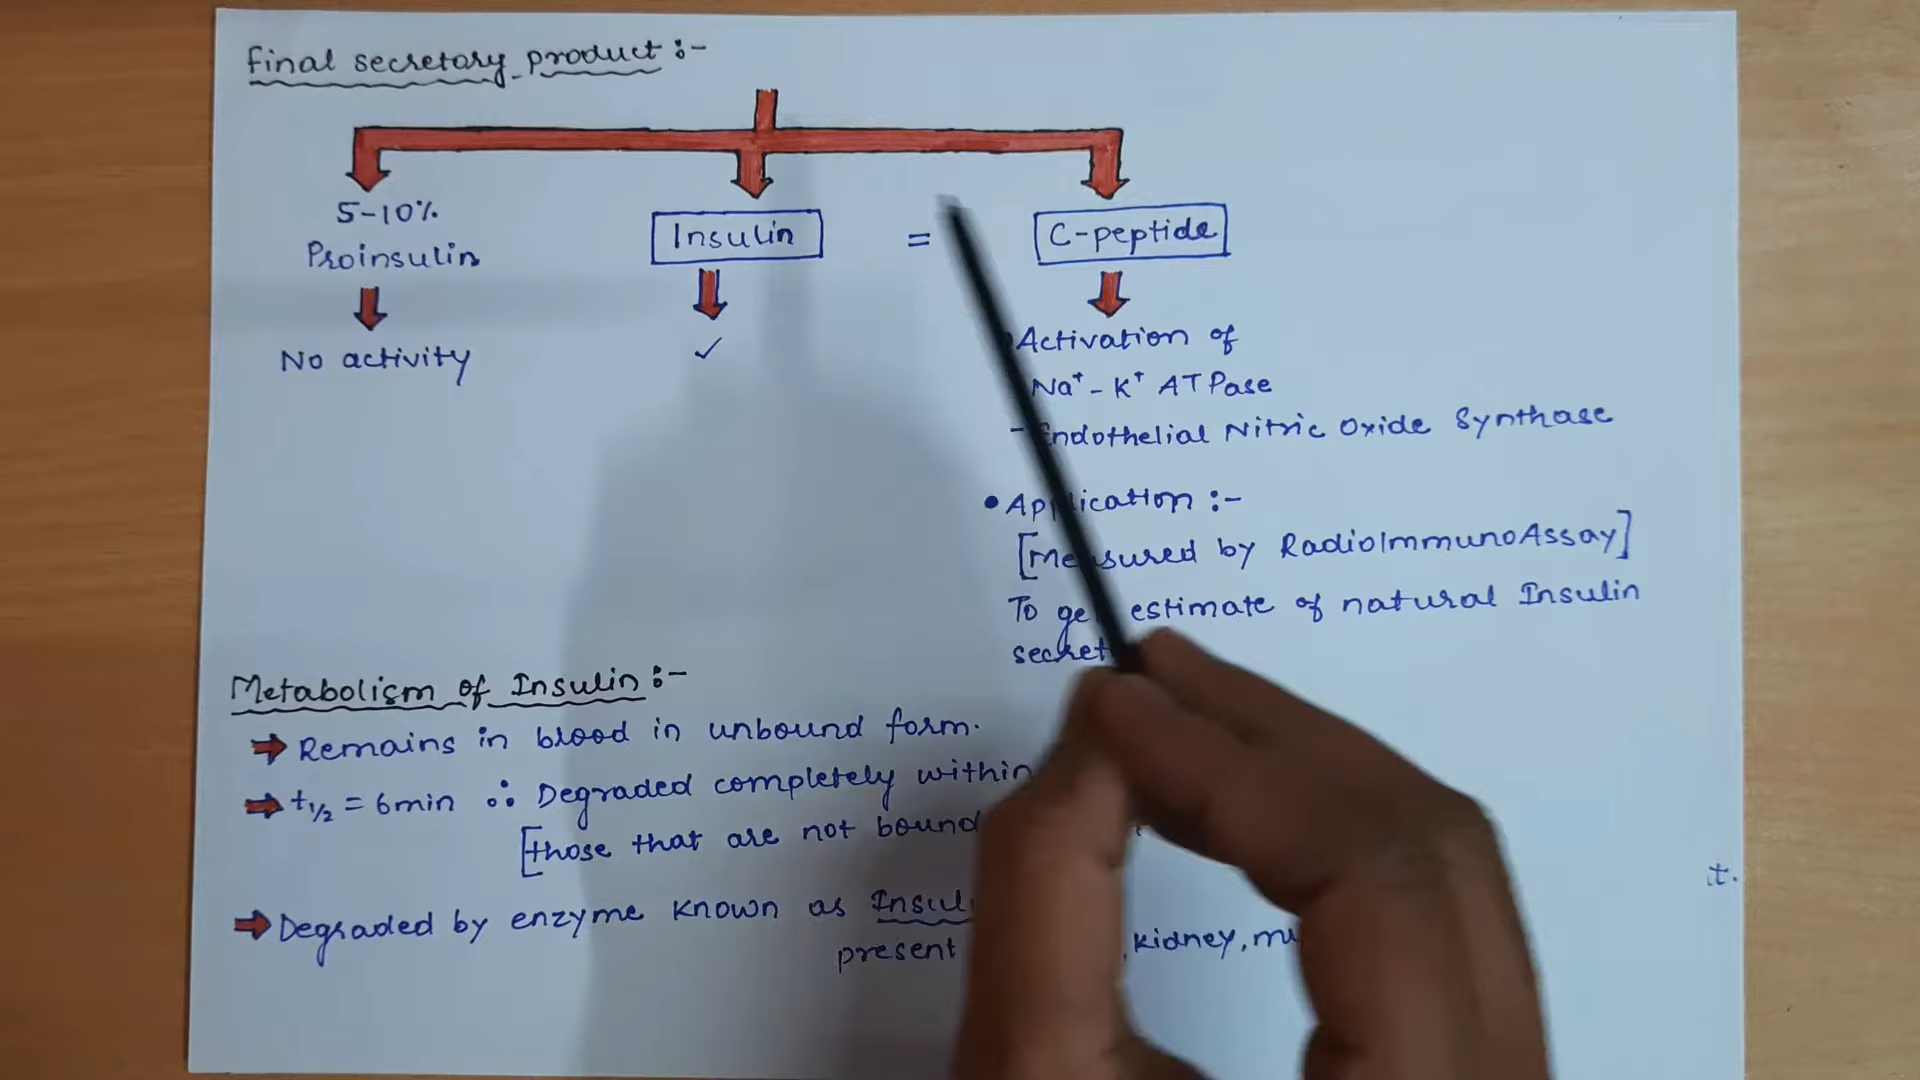 Final secretary product :-
5-10%
Proinsulin
No activity
Insulin
=
C-peptide
✓
Activation of
Na⁺ - K⁺ ATPase
- Endothelial Nitric Oxide Synthase
• Application :-
[Measured by RadioImmunoAssay]
To get estimate of natural Insulin
Metabolism of Insulin :-
→ Remains in blood in unbound form.
→ t1/2 = 6min ∴ Degraded completely within
[those that are not bound
→ Degraded by enzyme known as
present kidney,